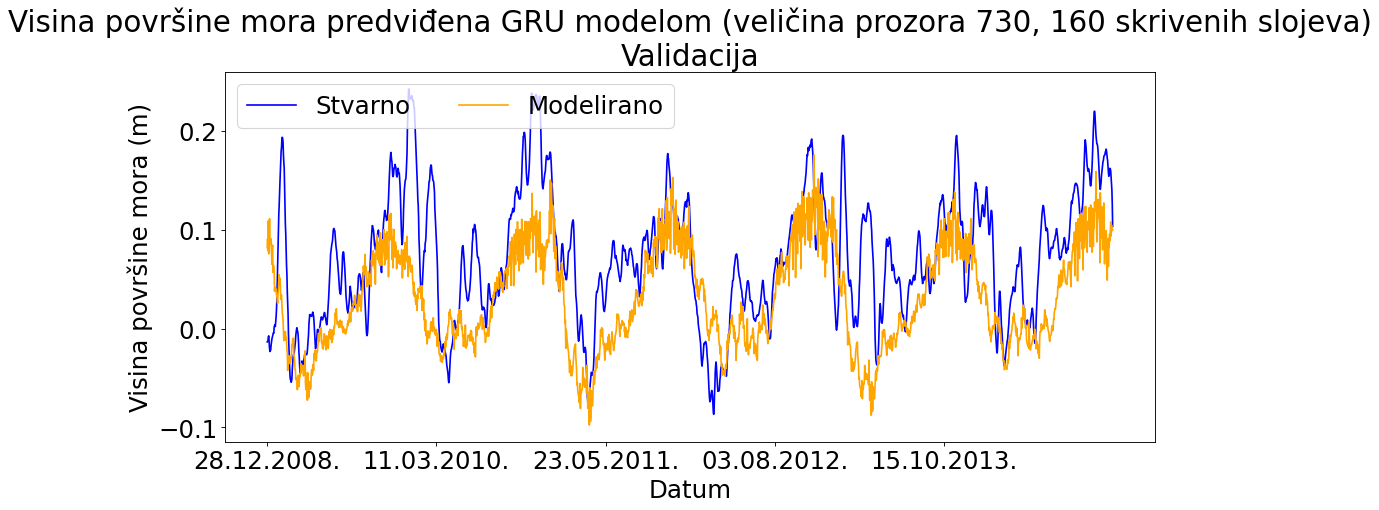 Visina površine mora predviđena GRU modelom (veličina prozora 730, 160 skrivenih slojeva)
Validacija
Stvarno
Modelirano
Visina površine mora (m)
0.2
0.1
0.0
−0.1
28.12.2008.
11.03.2010.
23.05.2011.
03.08.2012.
15.10.2013.
Datum